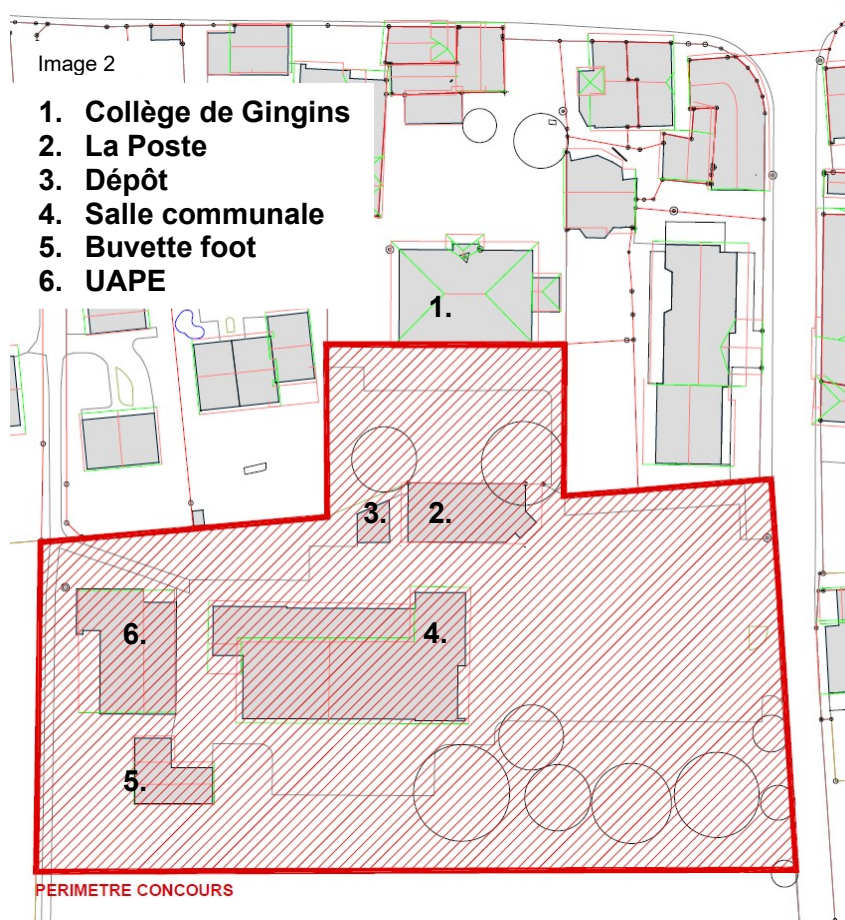 Image 2
1. Collège de Gingins
2. La Poste
3. Dépôt
4. Salle communale
5. Buvette foot
6. UAPE
1.
3. 2.
6. 4.
5.
PERIMETRE CONCOURS